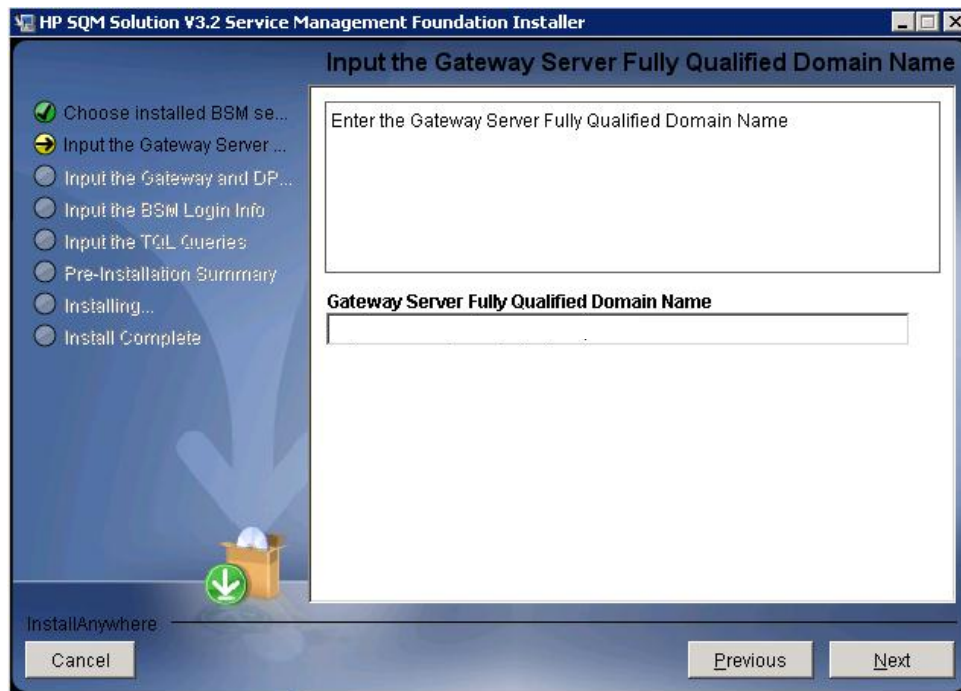 HP SQM Solution V3.2 Service Management Foundation Installer
Input the Gateway Server Fully Qualified Domain Name
Choose installed BSM se...
Input the Gateway Server ...
Input the Gateway and DP...
Input the BSM Login Info
Input the TQL Queries
Pre-Installation Summary
Installing...
Install Complete
Enter the Gateway Server Fully Qualified Domain Name
Gateway Server Fully Qualified Domain Name
InstallAnywhere
Cancel
Previous
Next